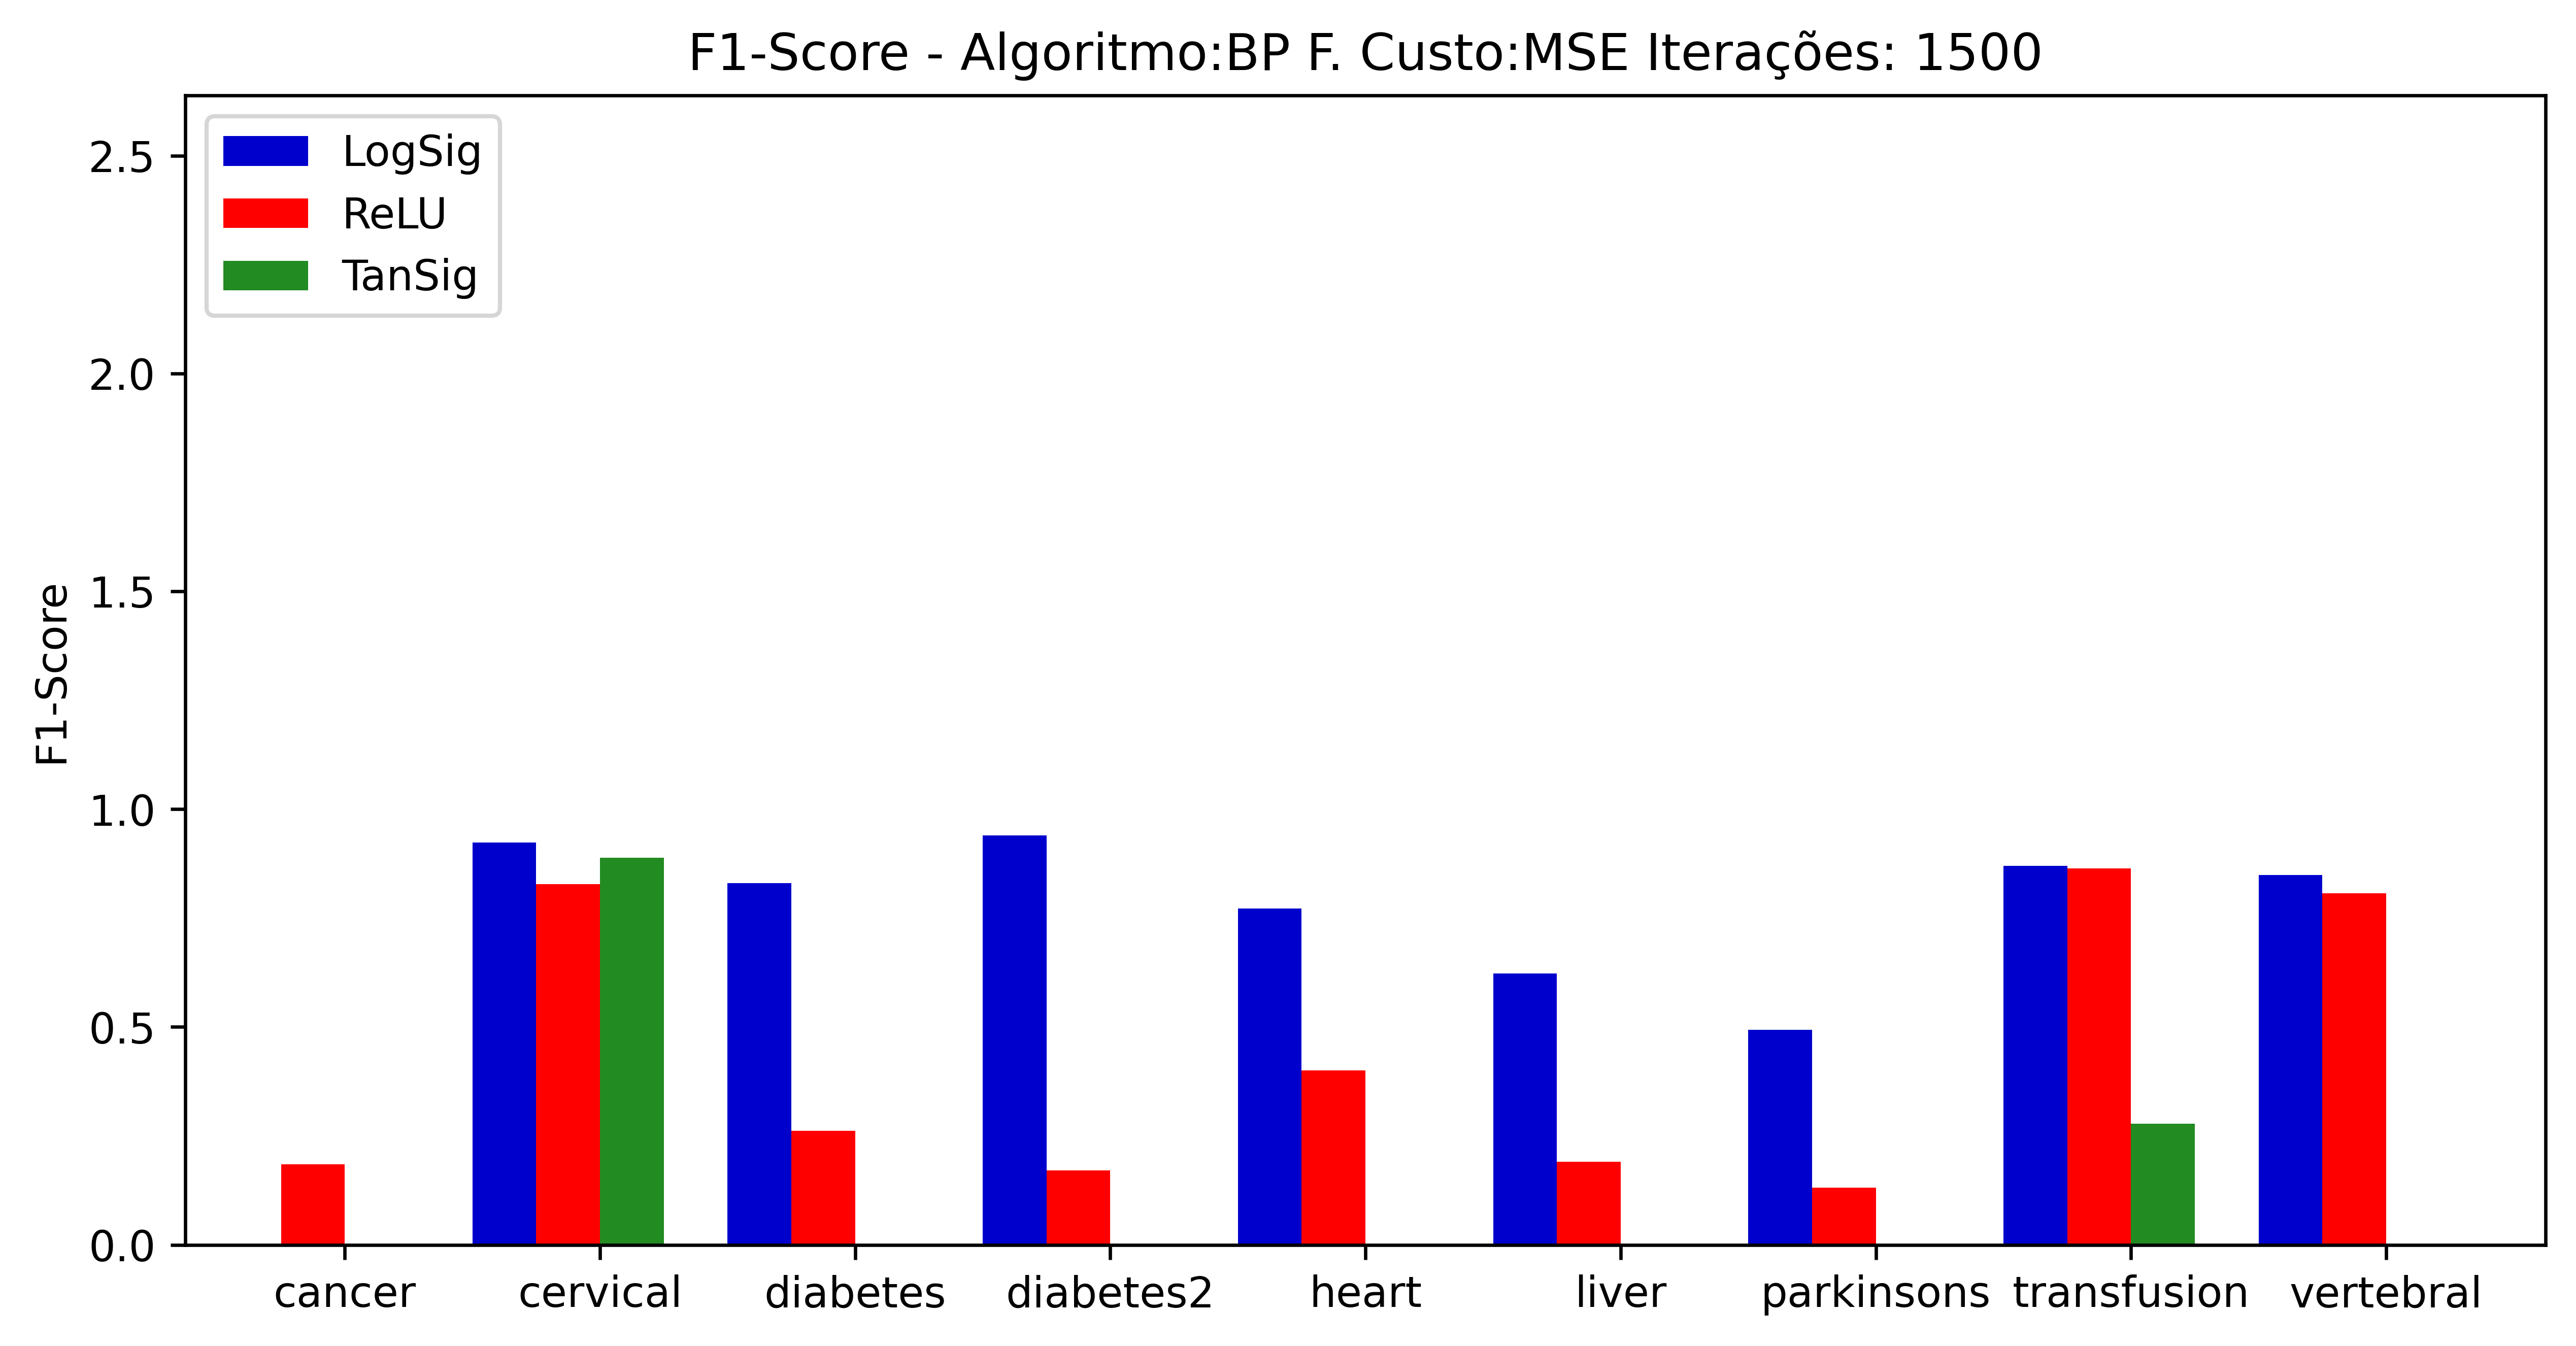 F1-Score - Algoritmo:BP F. Custo:MSE Iterações: 1500
LogSig
ReLU
TanSig
2.5
2.0
1.5
1.0
0.5
0.0
F1-Score
cancer
cervical
diabetes
diabetes2
heart
liver
parkinsons
transfusion
vertebral